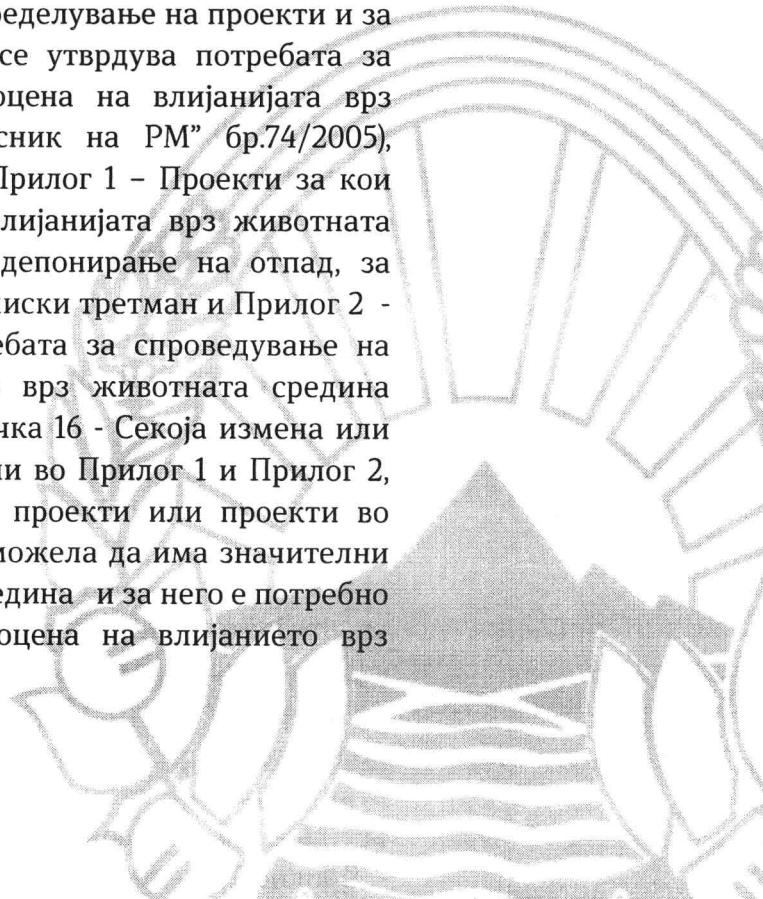 ределување на проекти и за
се утврдува потребата за
оцена на влијанијата врз
сник на РМ” бр.74/2005),
Прилог 1 – Проекти за кои
лијанијата врз животната
депонирање на отпад, за
иски третман и Прилог 2 -
ебата за спроведување на
врз животната средина
чка 16 - Секоја измена или
ни во Прилог 1 и Прилог 2,
проекти или проекти во
можела да има значителни
едина и за него е потребно
оцена на влијанието врз